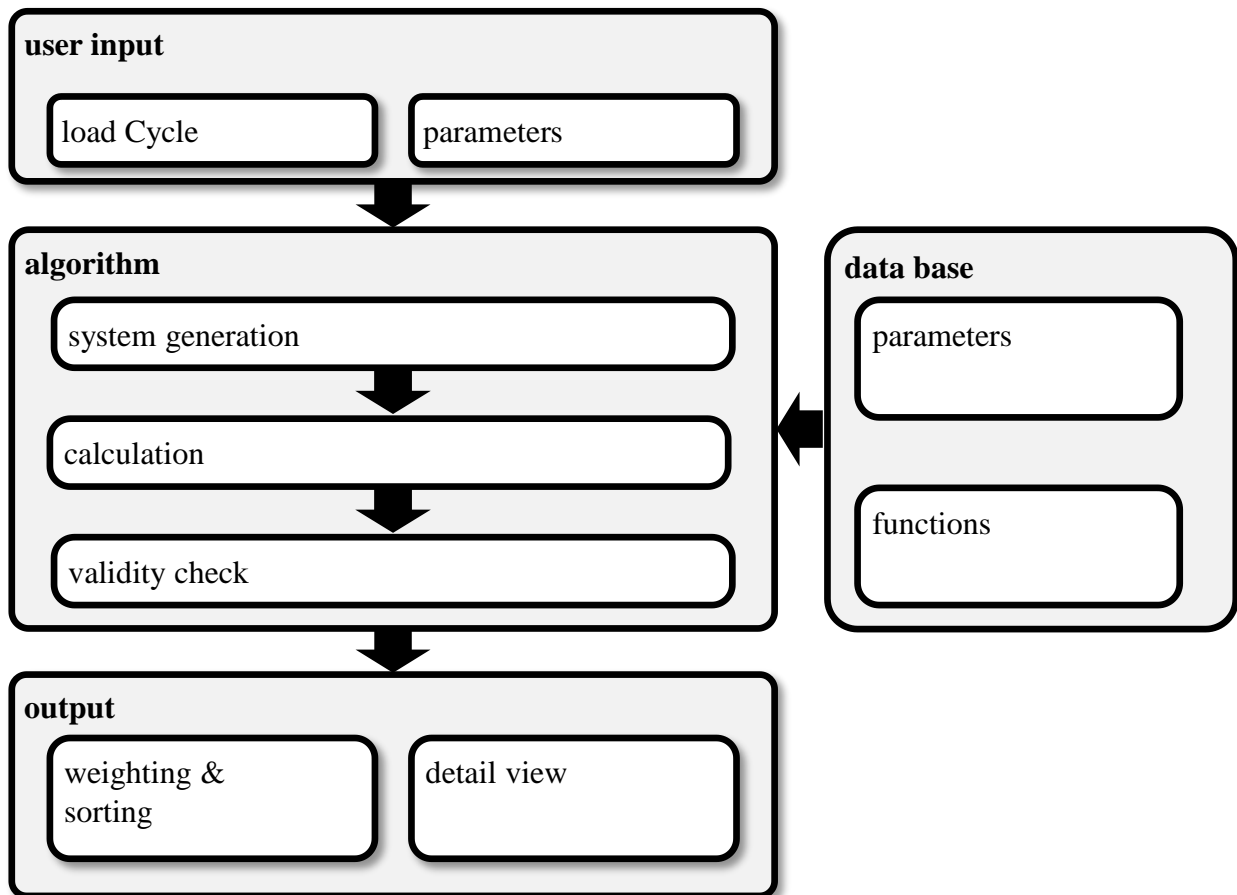 user input
load Cycle
parameters
algorithm
system generation
calculation
validity check
data base
parameters
functions
output
weighting &
sorting
detail view